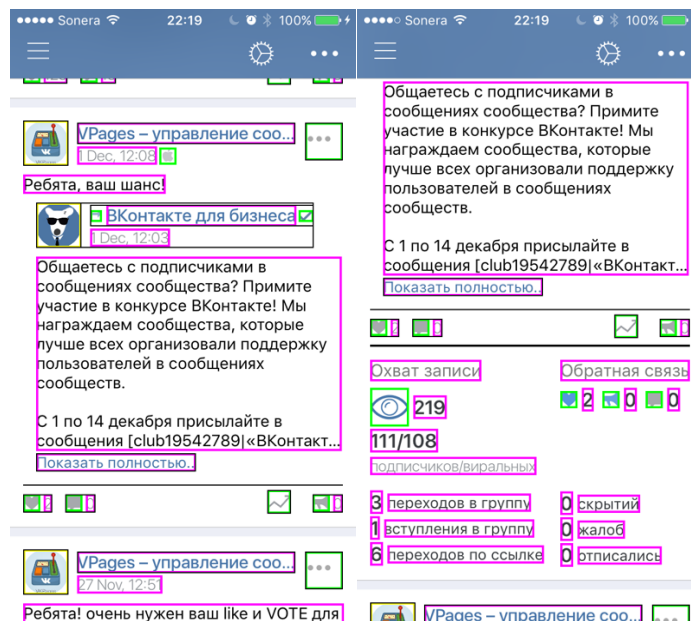 Sonera 22:19 100%
VPages – управление соо...
1 Dec, 12:08
Ребята, ваш шанс!
ВКонтакте для бизнеса
1 Dec, 12:03
Общаетесь с подписчиками в
сообщениях сообщества? Примите
участие в конкурсе ВКонтакте! Мы
награждаем сообщества, которые
лучше всех организовали поддержку
пользователей в сообщениях
сообществ.
С 1 по 14 декабря присылайте в
сообщения [club19542789|«ВКонтакт...
Показать полностью..
2 0 0
VPages – управление соо...
27 Nov, 12:51
Ребята! очень нужен ваш like и VOTE для
Sonera 22:19 100%
Общаетесь с подписчиками в
сообщениях сообщества? Примите
участие в конкурсе ВКонтакте! Мы
награждаем сообщества, которые
лучше всех организовали поддержку
пользователей в сообщениях
сообществ.
С 1 по 14 декабря присылайте в
сообщения [club19542789|«ВКонтакт...
Показать полностью..
2 0 0
Охват записи
219
111/108
подписчиков/виральных
3 переходов в группу
1 вступления в группу
6 переходов по ссылке
Обратная связь
2 0 0
0 скрытий
0 жалоб
0 отписались
VPages – управление соо...